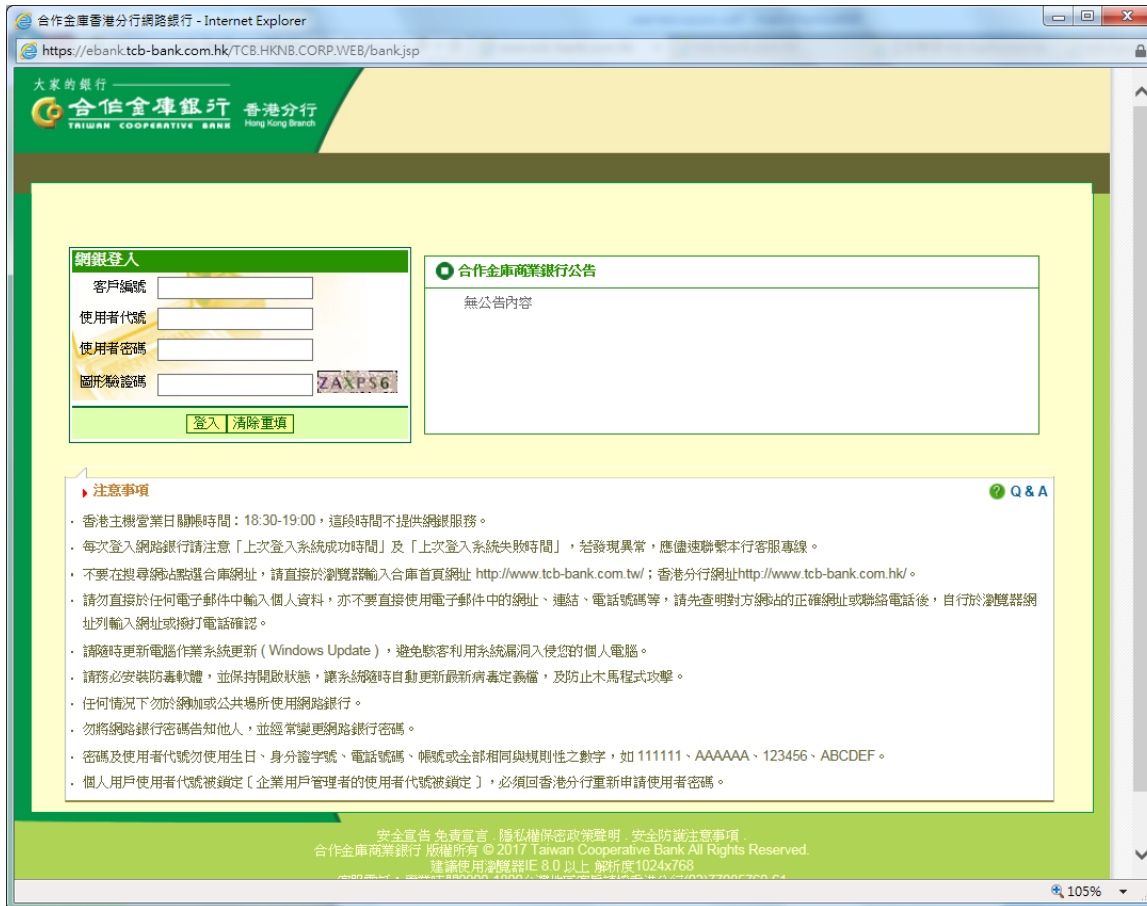 合作金庫香港分行網路銀行 - Internet Explorer
https://ebank.tcb-bank.com.hk/TCB.HKNB.CORP.WEB/bank.jsp
大家的銀行
合作金庫銀行 香港分行
TAIWAN COOPERATIVE BANK Hong Kong Branch
網銀登入
客戶編號
使用者代號
使用者密碼
圖形驗證碼 ZAXPS6
登入 清除重填
合作金庫商業銀行公告
無公告內容
注意事項
Q & A
· 香港主機營業日關帳時間：18:30-19:00，這段時間不提供網銀服務。
· 每次登入網路銀行請注意「上次登入系統成功時間」及「上次登入系統失敗時間」，若發現異常，應儘速聯繫本行客服專線。
· 不要在搜尋網站點選合庫網址，請直接於瀏覽器輸入合庫首頁網址 http://www.tcb-bank.com.tw/；香港分行網址http://www.tcb-bank.com.hk/。
· 請勿直接於任何電子郵件中輸入個人資料，亦不要直接使用電子郵件中的網址、連結、電話號碼等，請先查明對方網站的正確網址或聯絡電話後，自行於瀏覽器網
址列輸入網址或撥打電話確認。
· 請隨時更新電腦作業系統更新 ( Windows Update )，避免駭客利用系統漏洞入侵您的個人電腦。
· 請務必安裝防毒軟體，並保持開啟狀態，讓系統隨時自動更新最新病毒定義檔，及防止木馬程式攻擊。
· 任何情況下勿於網咖或公共場所使用網路銀行。
· 勿將網路銀行密碼告知他人，並經常變更網路銀行密碼。
· 密碼及使用者代號勿使用生日、身分證字號、電話號碼、帳號或全部相同與規則性之數字，如 111111、AAAAAA、123456、ABCDEF。
· 個人用戶使用者代號被鎖定〔企業用戶管理者的使用者代號被鎖定〕，必須回香港分行重新申請使用者密碼。
安全宣告 免責宣言 . 隱私權保密政策聲明 . 安全防護注意事項 .
合作金庫商業銀行 版權所有 © 2017 Taiwan Cooperative Bank All Rights Reserved.
建議使用瀏覽器IE 8.0 以上 解析度1024x768
105%